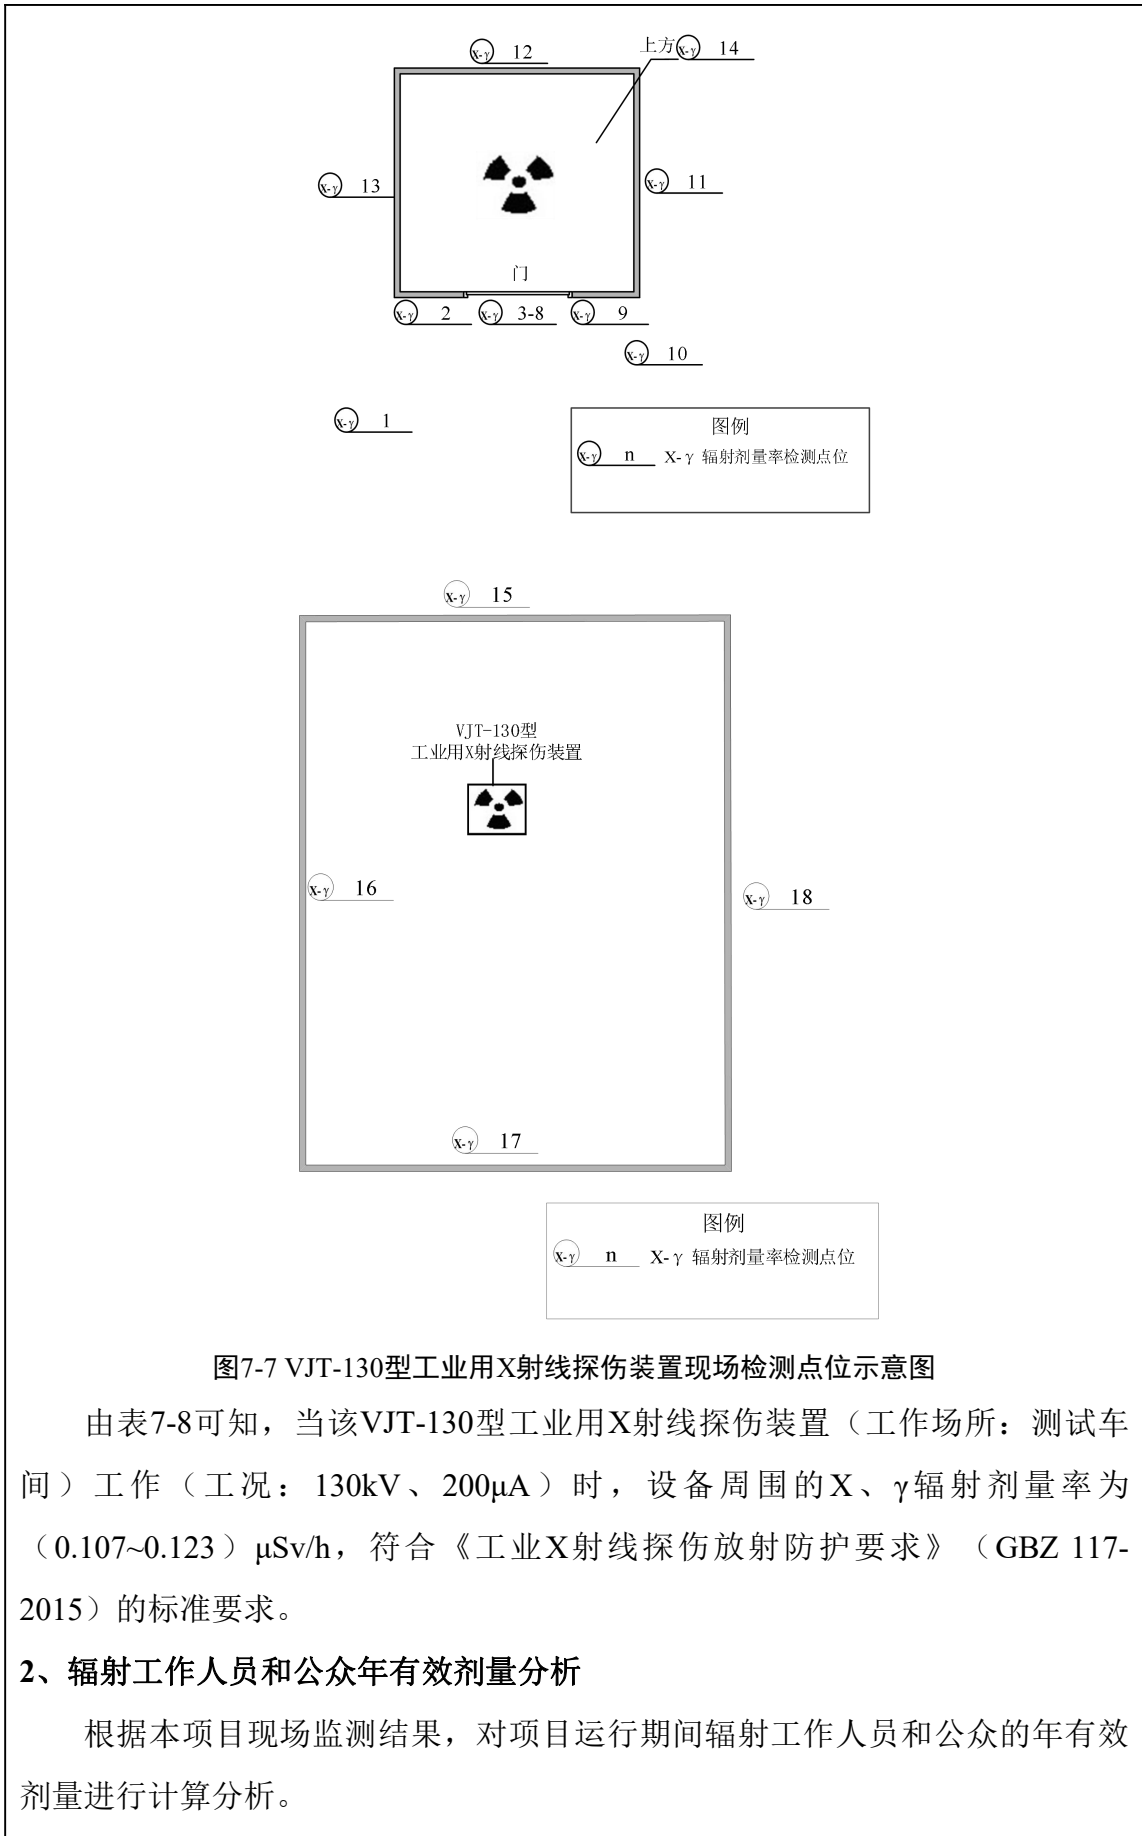 X-γ 12
上方 X-γ 14
X-γ 13
X-γ 11
门
X-γ 2
X-γ 3-8
X-γ 9
X-γ 10
X-γ 1
图例
X-γ n X-γ 辐射剂量率检测点位
X-γ 15
VJT-130型
工业用X射线探伤装置
X-γ 16
X-γ 18
X-γ 17
图例
X-γ n X-γ 辐射剂量率检测点位
图7-7 VJT-130型工业用X射线探伤装置现场检测点位示意图
由表7-8可知，当该VJT-130型工业用X射线探伤装置（工作场所：测试车
间）工作（工况：130kV、200μA）时，设备周围的X、γ辐射剂量率为
（0.107~0.123）μSv/h，符合《工业X射线探伤放射防护要求》（GBZ 117-
2015）的标准要求。
2、辐射工作人员和公众年有效剂量分析
根据本项目现场监测结果，对项目运行期间辐射工作人员和公众的年有效
剂量进行计算分析。